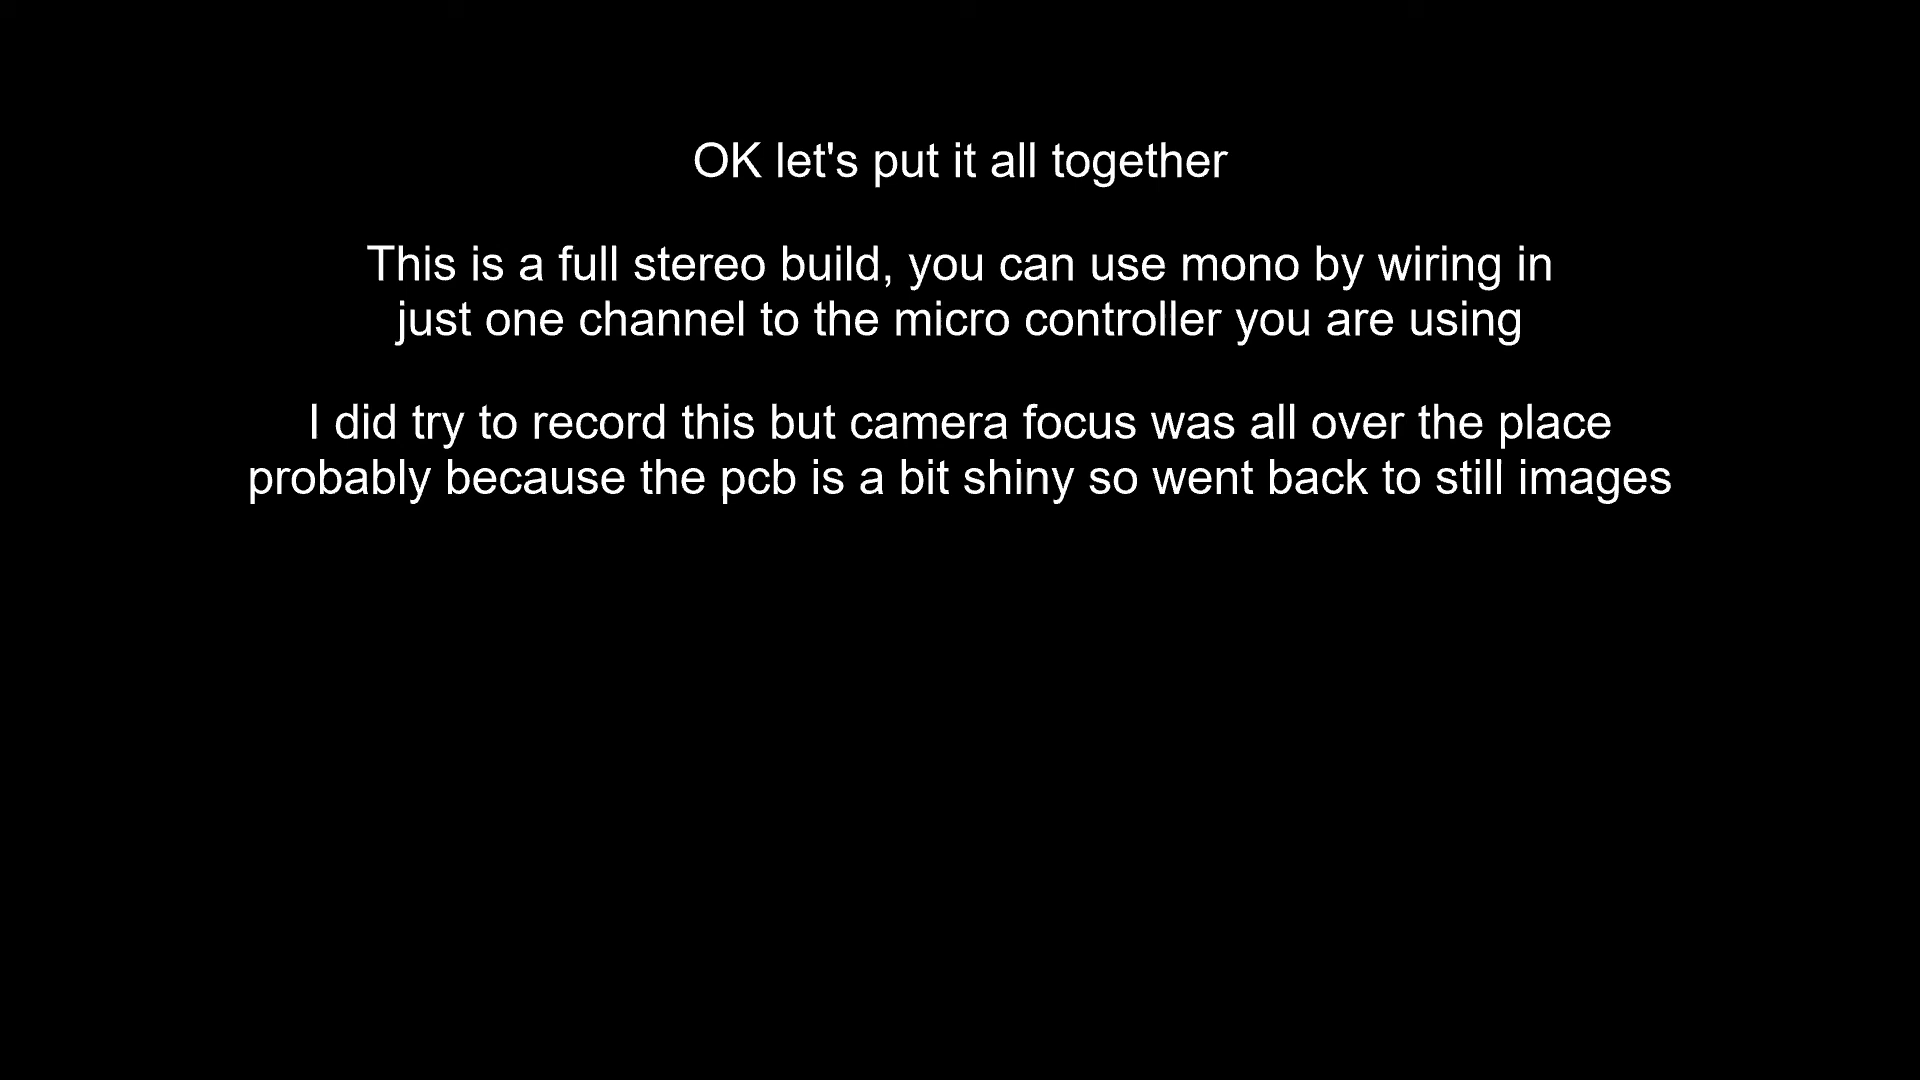 OK let's put it all together
This is a full stereo build, you can use mono by wiring in
just one channel to the micro controller you are using
I did try to record this but camera focus was all over the place
probably because the pcb is a bit shiny so went back to still images